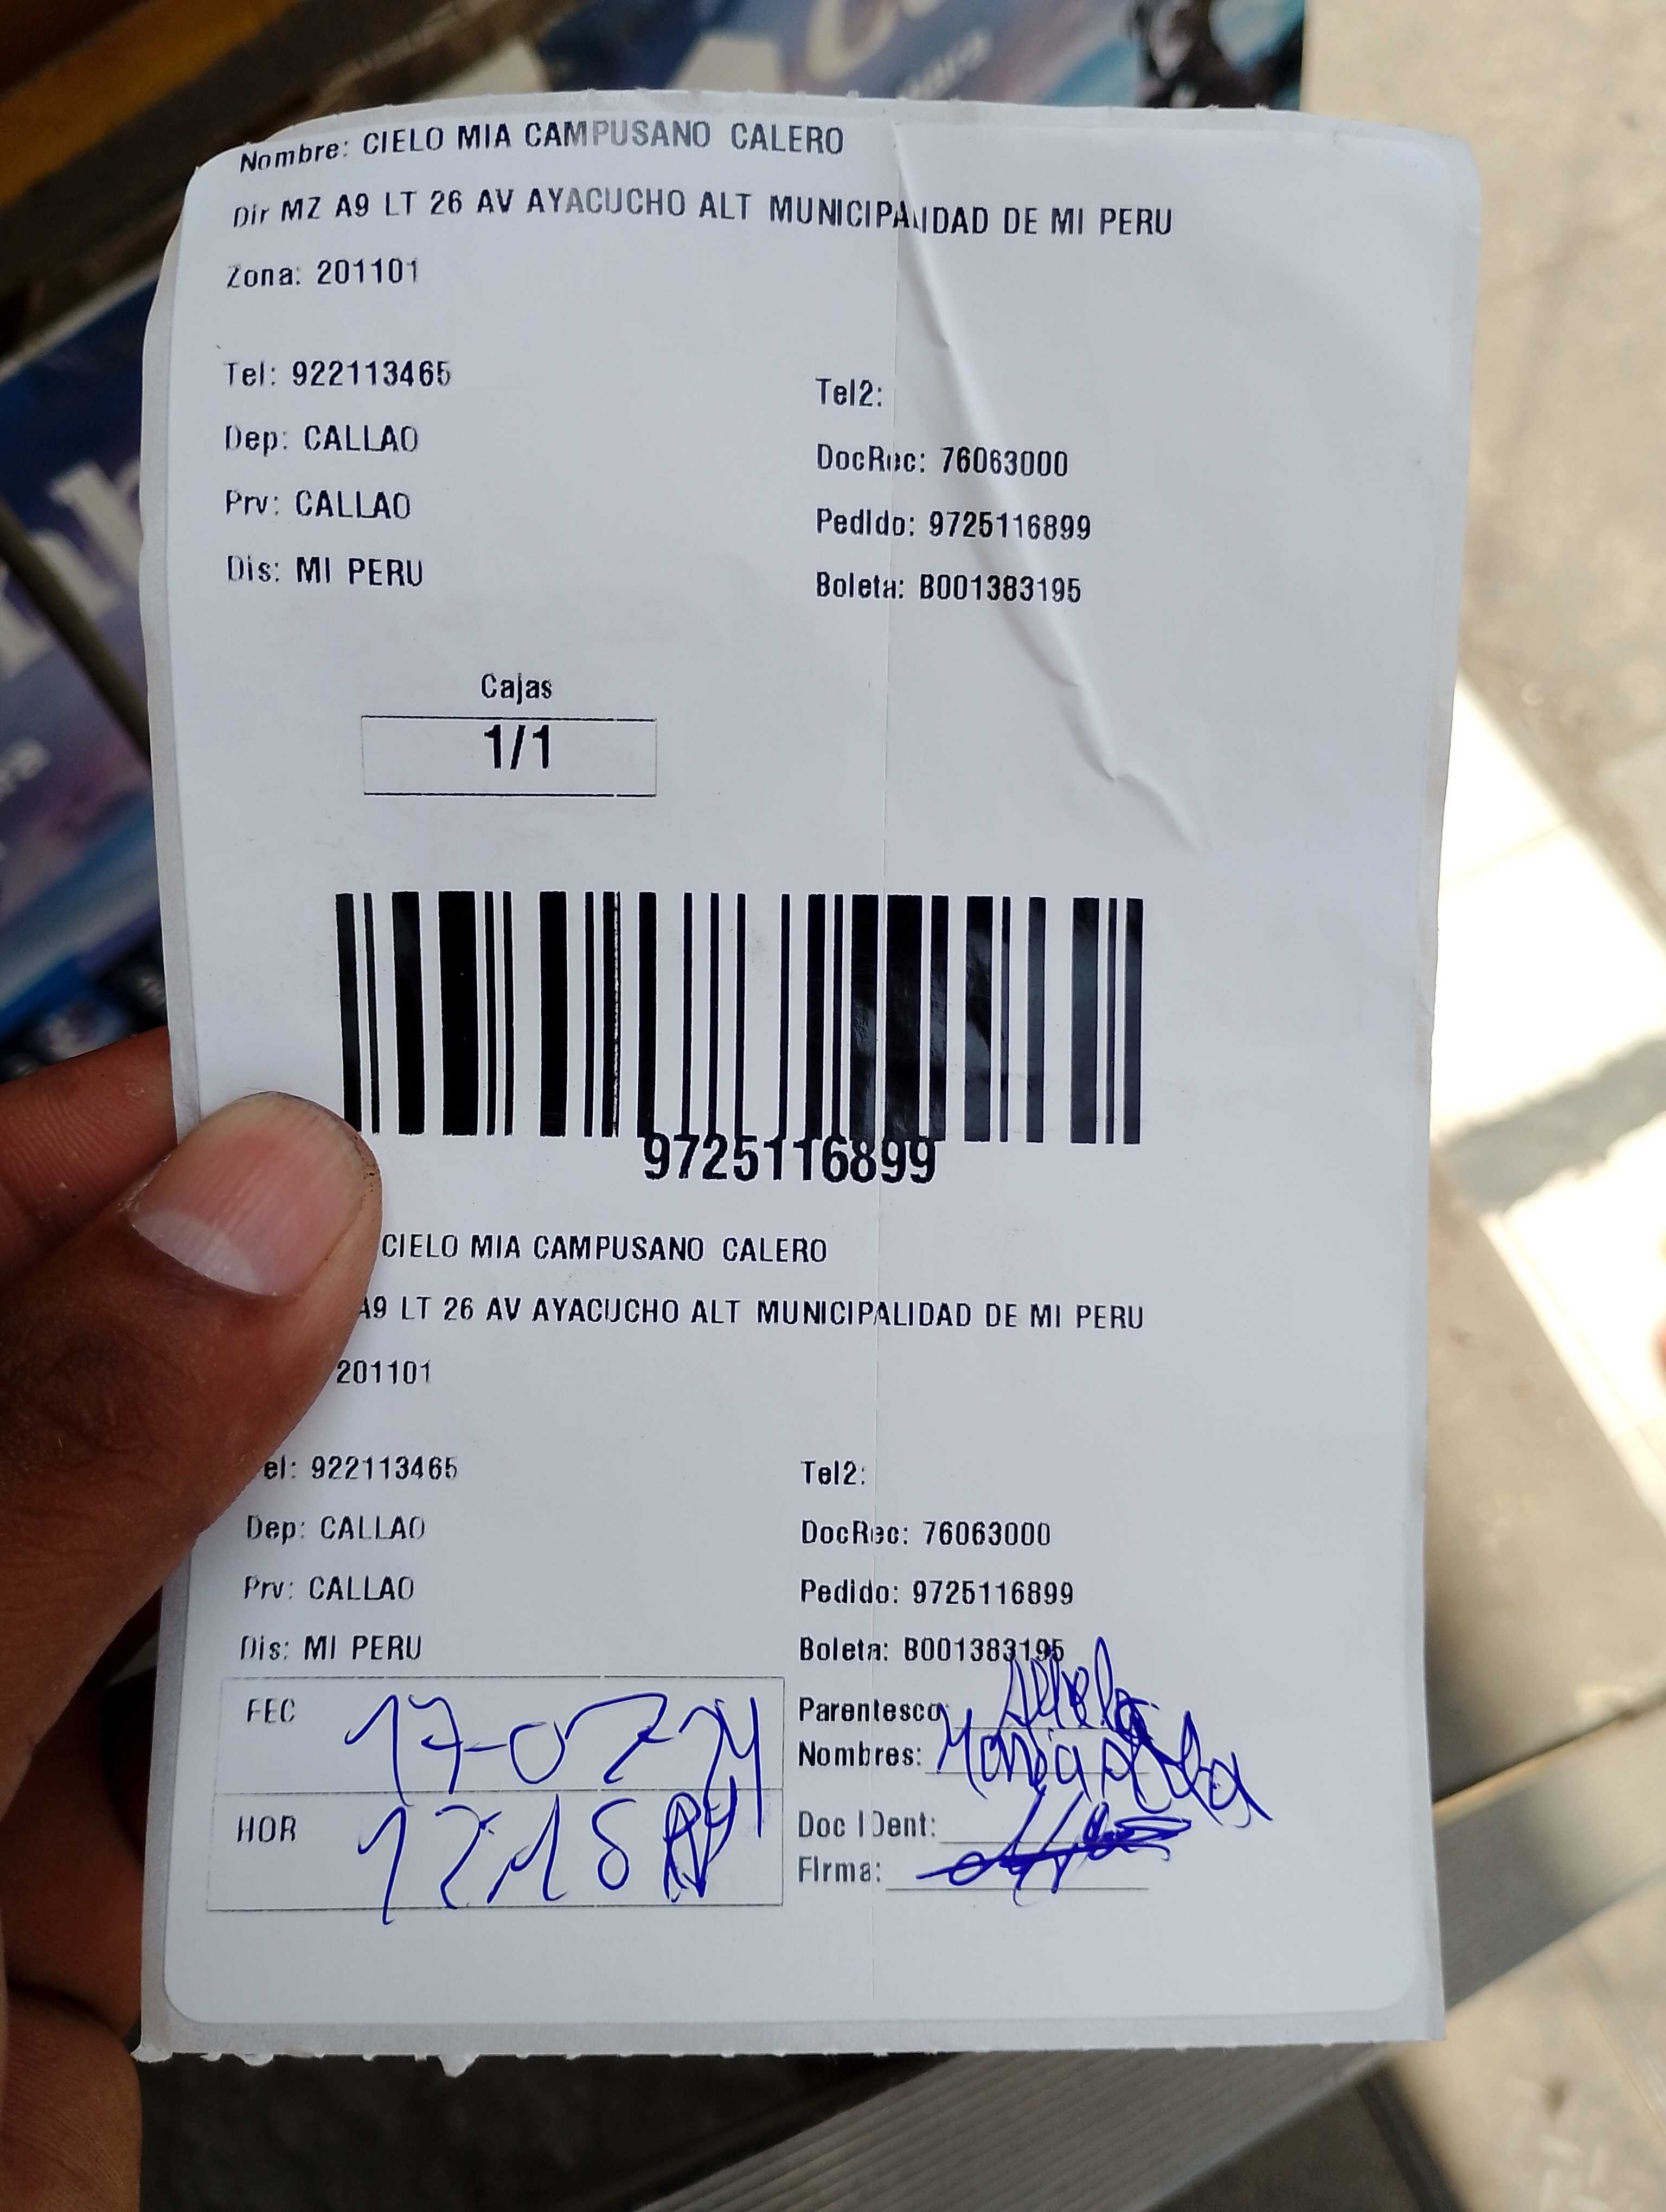 Nombre: CIELO MIA CAMPUSANO CALERO
Dir MZ A9 LT 26 AV AYACUCHO ALT MUNICIPALIDAD DE MI PERU
Zona: 201101
Tel: 922113465
Tel2:
Dep: CALLAO
DocRec: 76063000
Prv: CALLAO
Pedido: 9725116899
Dis: MI PERU
Boleta: B001383195
Cajas
1/1
9725116899
CIELO MIA CAMPUSANO CALERO
A9 LT 26 AV AYACUCHO ALT MUNICIPALIDAD DE MI PERU
201101
el: 922113465
Tel2:
Dep: CALLAO
DocRec: 76063000
Prv: CALLAO
Pedido: 9725116899
Dis: MI PERU
Boleta: B001383195
FEC 17-07
Parentesco:
Nombres:
HOR
Doc IDent:
Firma: